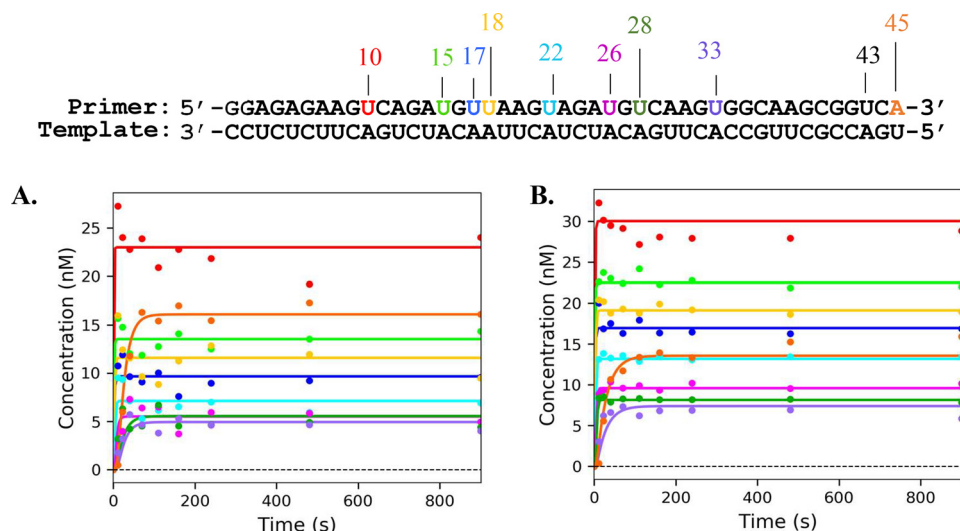 18
28
45
10
15
17
22
26
33
43
Primer: 5′-GGAGAGAAGUCAGAUGUUAAGUAGAUGUCAAGUGGCAAGCGGUCA-3′
Template: 3′-CCUCUCUUCAGUCUACAAUUCAUCUACAGUUCACCGUUCGCCAGU-5′
A.
Concentration (nM)
25
20
15
10
5
0
0 200 400 600 800
Time (s)
B.
Concentration (nM)
30
25
20
15
10
5
0
0 200 400 600 800
Time (s)